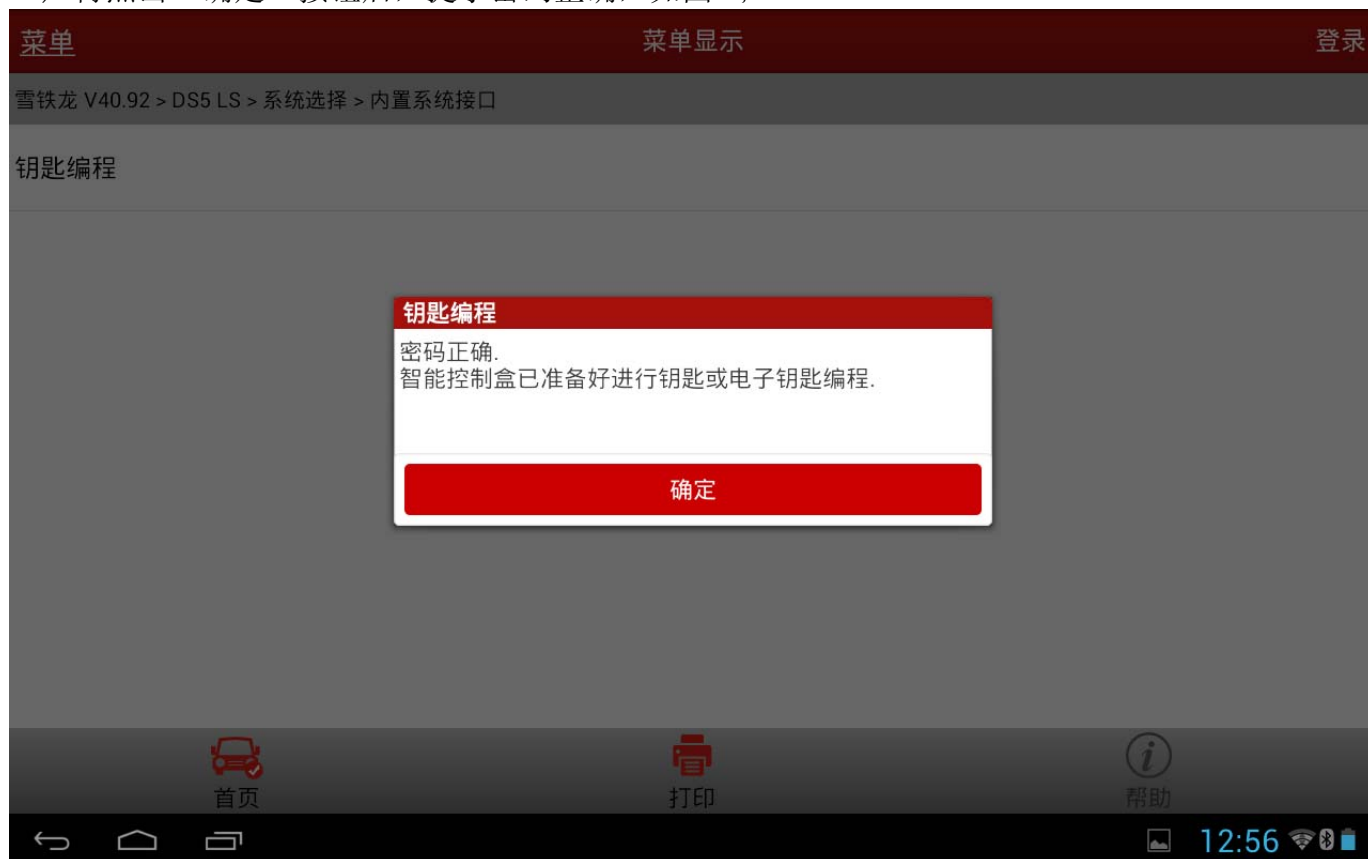 菜单
菜单显示
登录
雪铁龙 V40.92 > DS5 LS > 系统选择 > 内置系统接口
钥匙编程
钥匙编程
密码正确.
智能控制盒已准备好进行钥匙或电子钥匙编程.
确定
首页
打印
帮助
12:56